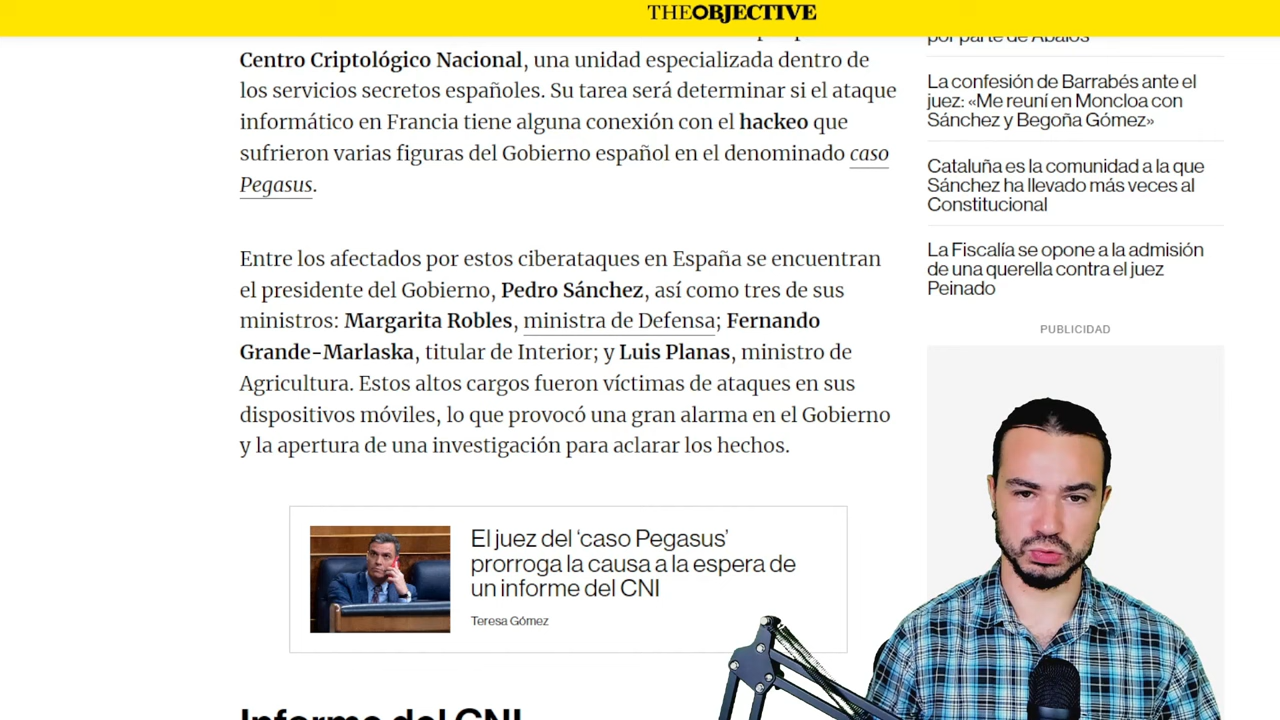 THEOBJECTIVE
Centro Criptológico Nacional, una unidad especializada dentro de
los servicios secretos españoles. Su tarea será determinar si el ataque
informático en Francia tiene alguna conexión con el hackeo que
sufrieron varias figuras del Gobierno español en el denominado caso
Pegasus.
Entre los afectados por estos ciberataques en España se encuentran
el presidente del Gobierno, Pedro Sánchez, así como tres de sus
ministros: Margarita Robles, ministra de Defensa; Fernando
Grande-Marlaska, titular de Interior; y Luis Planas, ministro de
Agricultura. Estos altos cargos fueron víctimas de ataques en sus
dispositivos móviles, lo que provocó una gran alarma en el Gobierno
y la apertura de una investigación para aclarar los hechos.
El juez del ‘caso Pegasus’
prorroga la causa a la espera de
un informe del CNI
Teresa Gómez
Informe del CNI
por parte de Ábalos
La confesión de Barrabés ante el
juez: «Me reuní en Moncloa con
Sánchez y Begoña Gómez»
Cataluña es la comunidad a la que
Sánchez ha llevado más veces al
Constitucional
La Fiscalía se opone a la admisión
de una querella contra el juez
Peinado
PUBLICIDAD